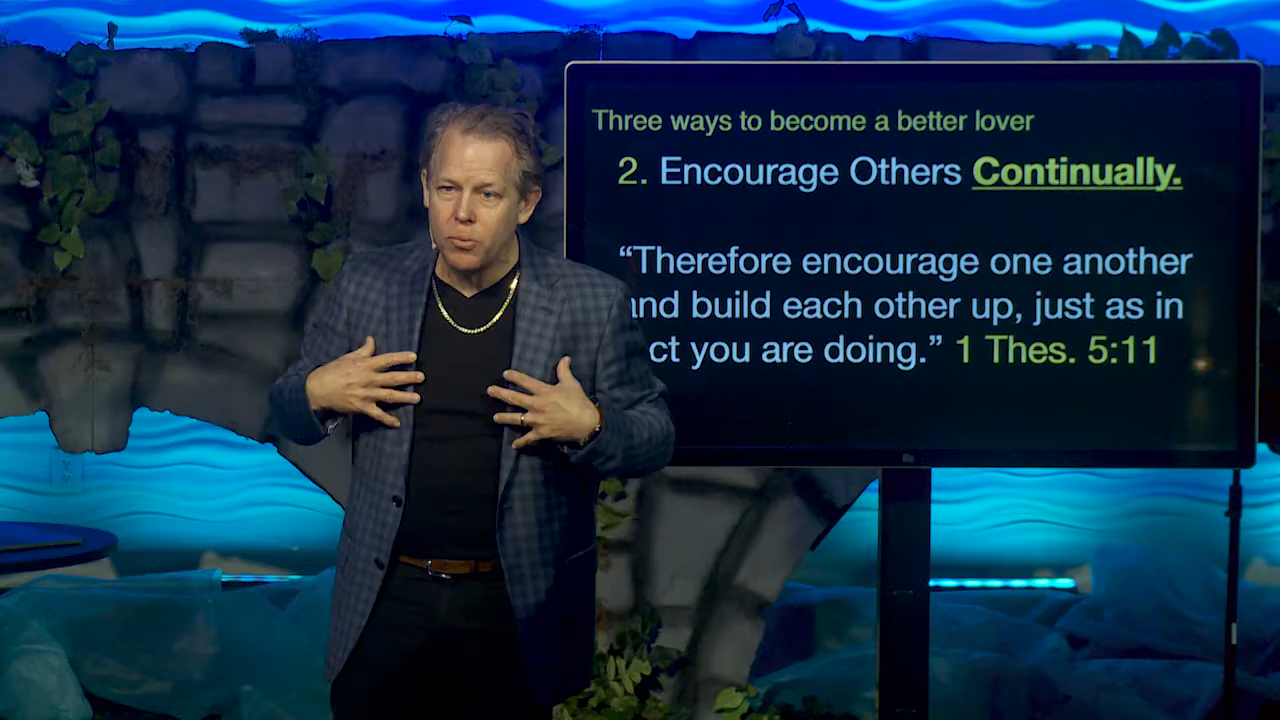 Three ways to become a better lover
2. Encourage Others Continually.
“Therefore encourage one another
and build each other up, just as in
ct you are doing.” 1 Thes. 5:11